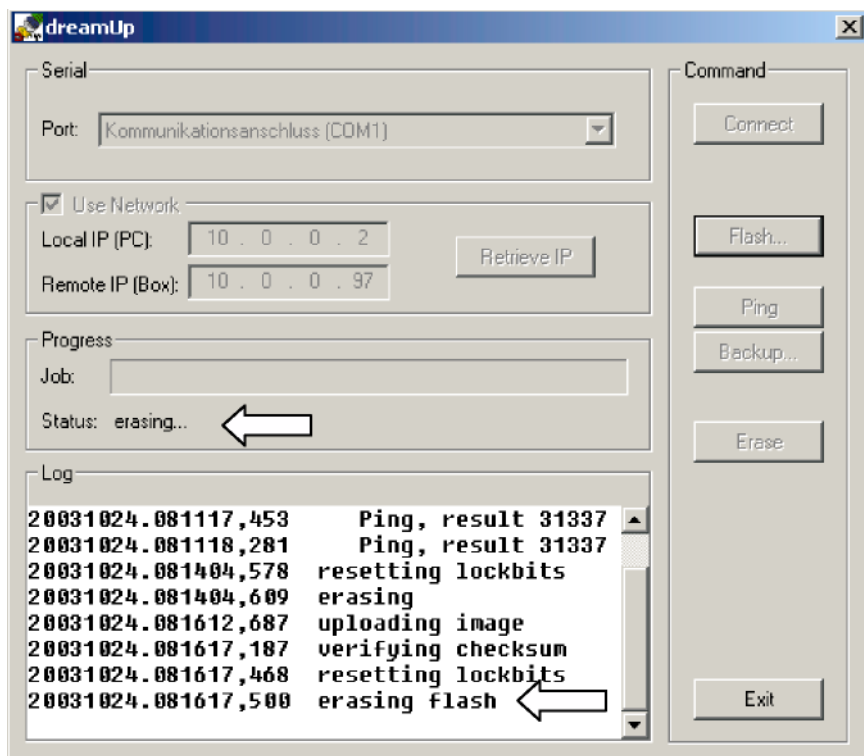 dreamUp
Serial
Port: Kommunikationsanschluss (COM1)
Use Network
Local IP (PC): 10 . 0 . 0 . 2
Remote IP (Box): 10 . 0 . 0 . 97
Retrieve IP
Progress
Job:
Status: erasing...
Log
20031024.081117,453 Ping, result 31337
20031024.081118,281 Ping, result 31337
20031024.081404,578 resetting lockbits
20031024.081404,609 erasing
20031024.081612,687 uploading image
20031024.081617,187 verifying checksum
20031024.081617,468 resetting lockbits
20031024.081617,500 erasing flash
Command
Connect
Flash...
Ping
Backup...
Erase
Exit